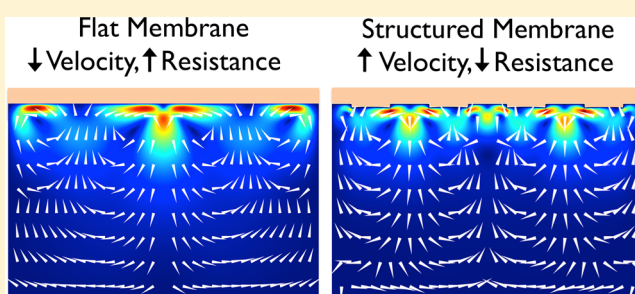 Flat Membrane
↓Velocity,↑Resistance
Structured Membrane
↑ Velocity,↓Resistance